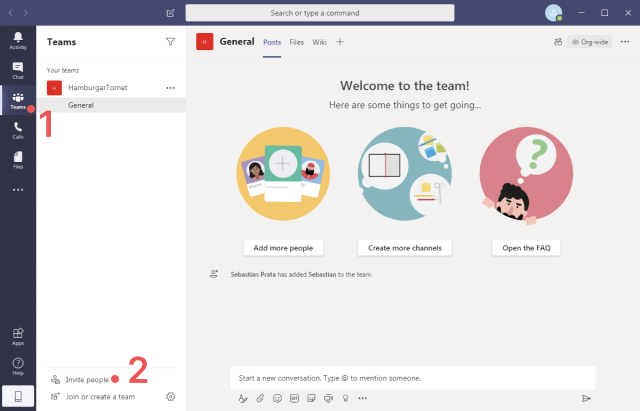 Search or type a command
Activity
Chat
Teams
Calls
Files
Apps
Help
1
Teams
Your teams
HamburgarTornet
General
2
Invite people
Join or create a team
General
Posts
Files
Wiki
Org-wide
Welcome to the team!
Here are some things to get going...
Add more people
Create more channels
Open the FAQ
Sebastian Prata has added Sebastian to the team.
Start a new conversation. Type @ to mention someone.